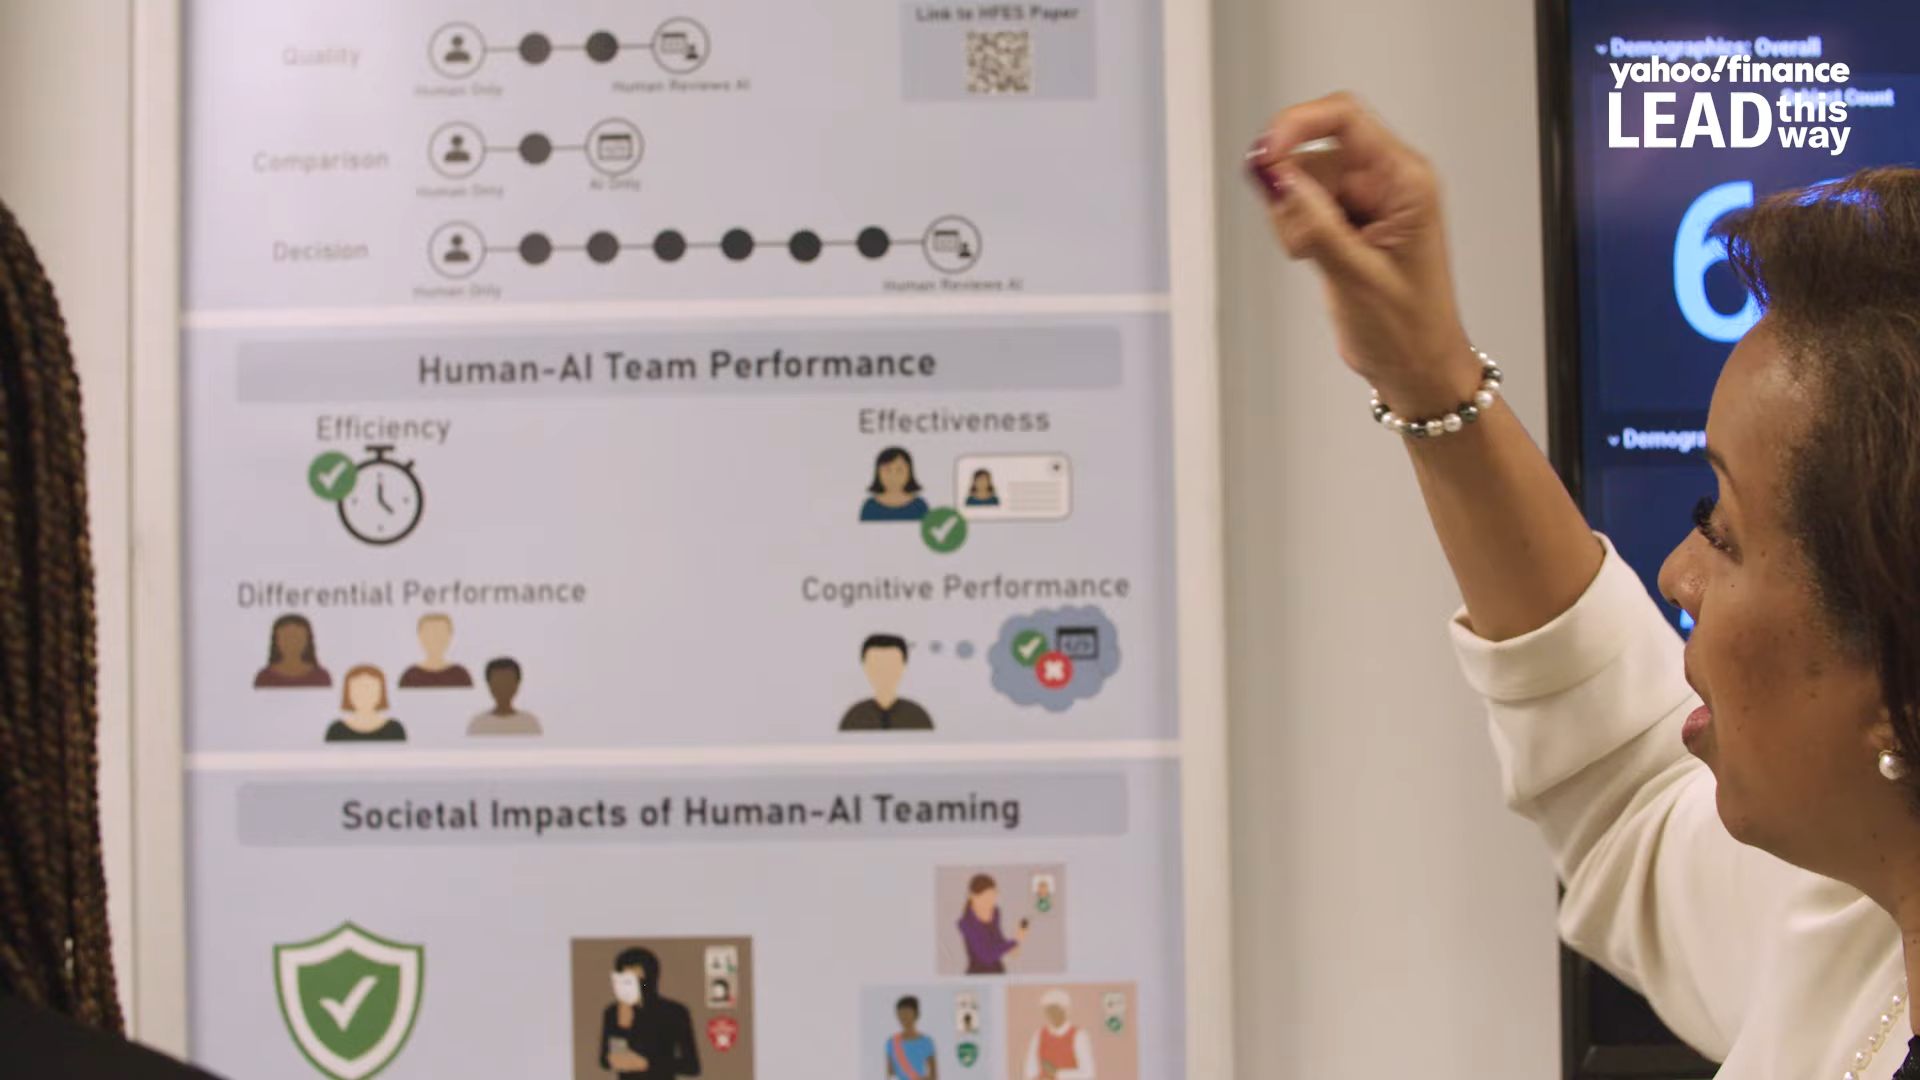 Link to HFES Paper
Quality
Human Only
Human Reviews AI
Comparison
Human Only
AI Only
Decision
Human Only
Human Reviews AI
Human-AI Team Performance
Efficiency
Effectiveness
Differential Performance
Cognitive Performance
Societal Impacts of Human-AI Teaming
Demographics: Overall
yahoo!finance
LEAD this way
Count
6